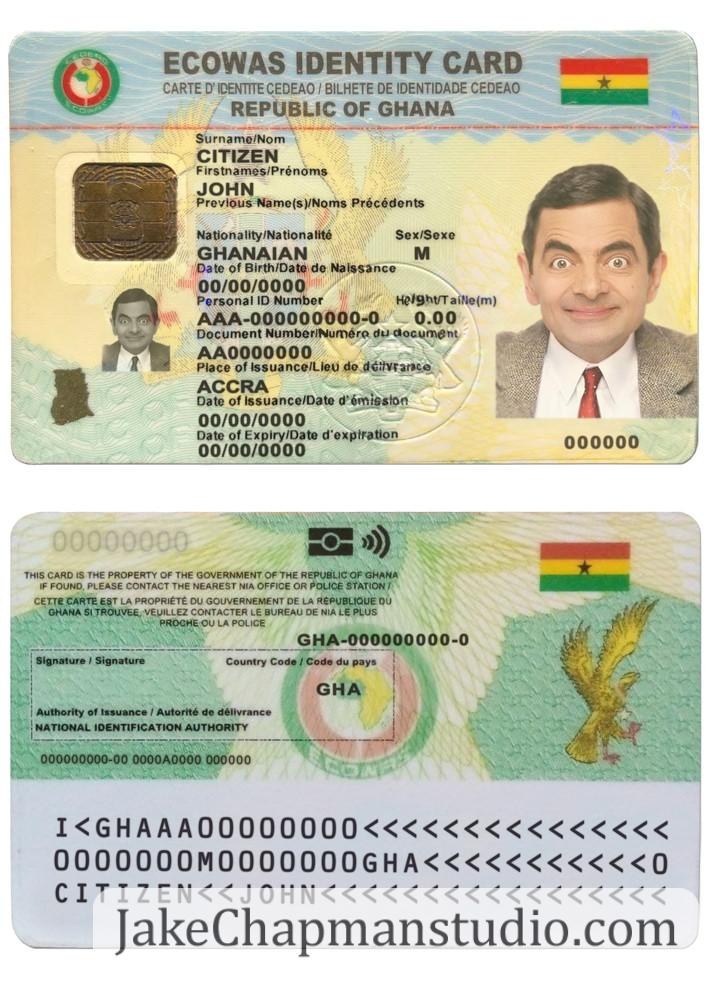 ECOWAS IDENTITY CARD
CARTE D'IDENTITE CEDEAO / BILHETE DE IDENTIDADE CEDEAO
REPUBLIC OF GHANA
Surname/Nom
CITIZEN
Firstnames/Prénoms
JOHN
Previous Name(s)/Noms Précédents
Nationality/Nationalité Sex/Sexe
GHANAIAN M
Date of Birth/Date de Naissance
00/00/0000
Personal ID Number Height/Taille(m)
AAA-000000000-0 0.00
Document Number/Numéro du document
AA0000000
Place of Issuance/Lieu de délivrance
ACCRA
Date of Issuance/Date d'émission
00/00/0000
Date of Expiry/Date d'expiration
00/00/0000
000000
00000000
THIS CARD IS THE PROPERTY OF THE GOVERNMENT OF THE REPUBLIC OF GHANA
IF FOUND, PLEASE CONTACT THE NEAREST NIA OFFICE OR POLICE STATION /
CETTE CARTE EST LA PROPRIÉTÉ DU GOUVERNEMENT DE LA RÉPUBLIQUE DU
GHANA SI TROUVEE, VEUILLEZ CONTACTER LE BUREAU DE NIA LE PLUS
PROCHE OU LA POLICE
GHA-000000000-0
Signature / Signature Country Code / Code du pays
GHA
Authority of Issuance / Autorité de délivrance
NATIONAL IDENTIFICATION AUTHORITY
000000000-00 0000A0000 000000
I<GHAAA00000000<<<<<<<<<<<<<<<<
0000000M0000000GHA<<<<<<<<<<<0
CITIZEN<<JOHN<<<<<<<<<<<<<<<<<<
JakeChapmanstudio.com